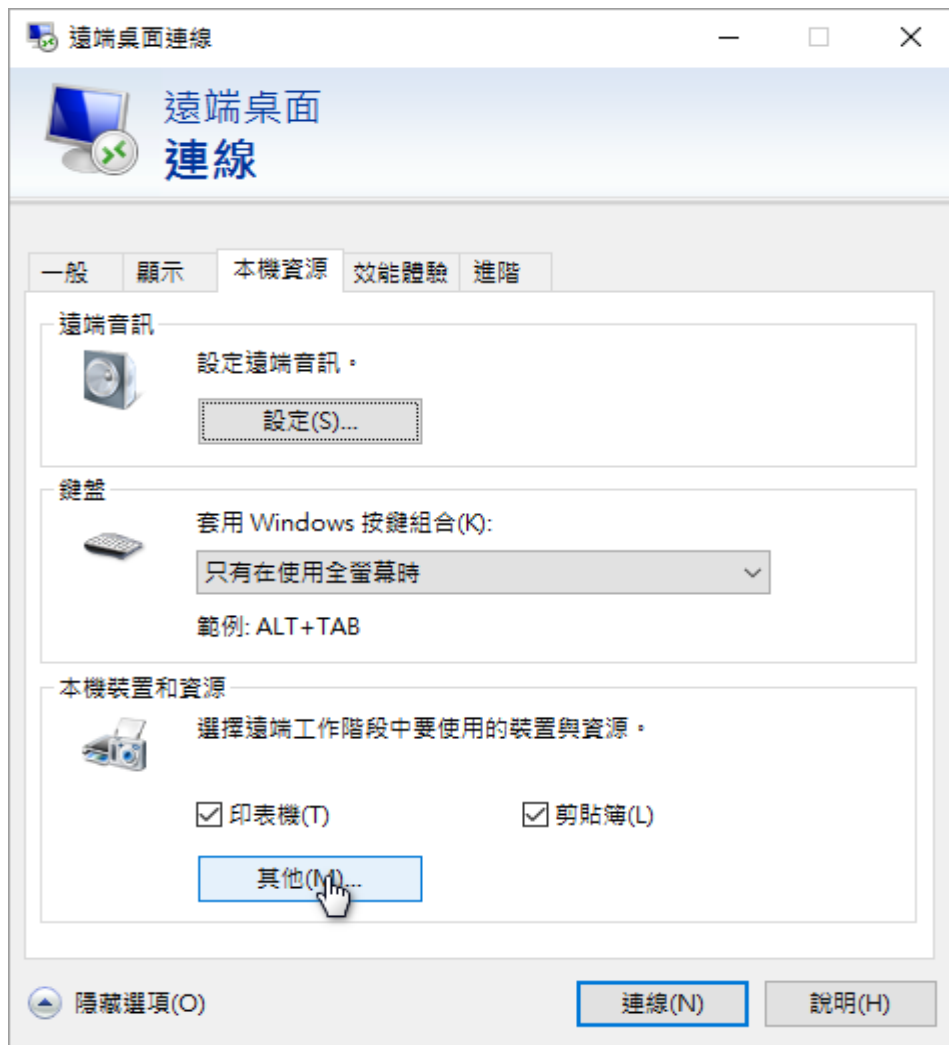 遠端桌面連線
遠端桌面
連線
一般 顯示 本機資源 效能體驗 進階
遠端音訊
設定遠端音訊。
設定(S)...
鍵盤
套用 Windows 按鍵組合(K):
只有在使用全螢幕時
範例: ALT+TAB
本機裝置和資源
選擇遠端工作階段中要使用的裝置與資源。
印表機(T) 剪貼簿(L)
其他(M)...
隱藏選項(O) 連線(N) 說明(H)